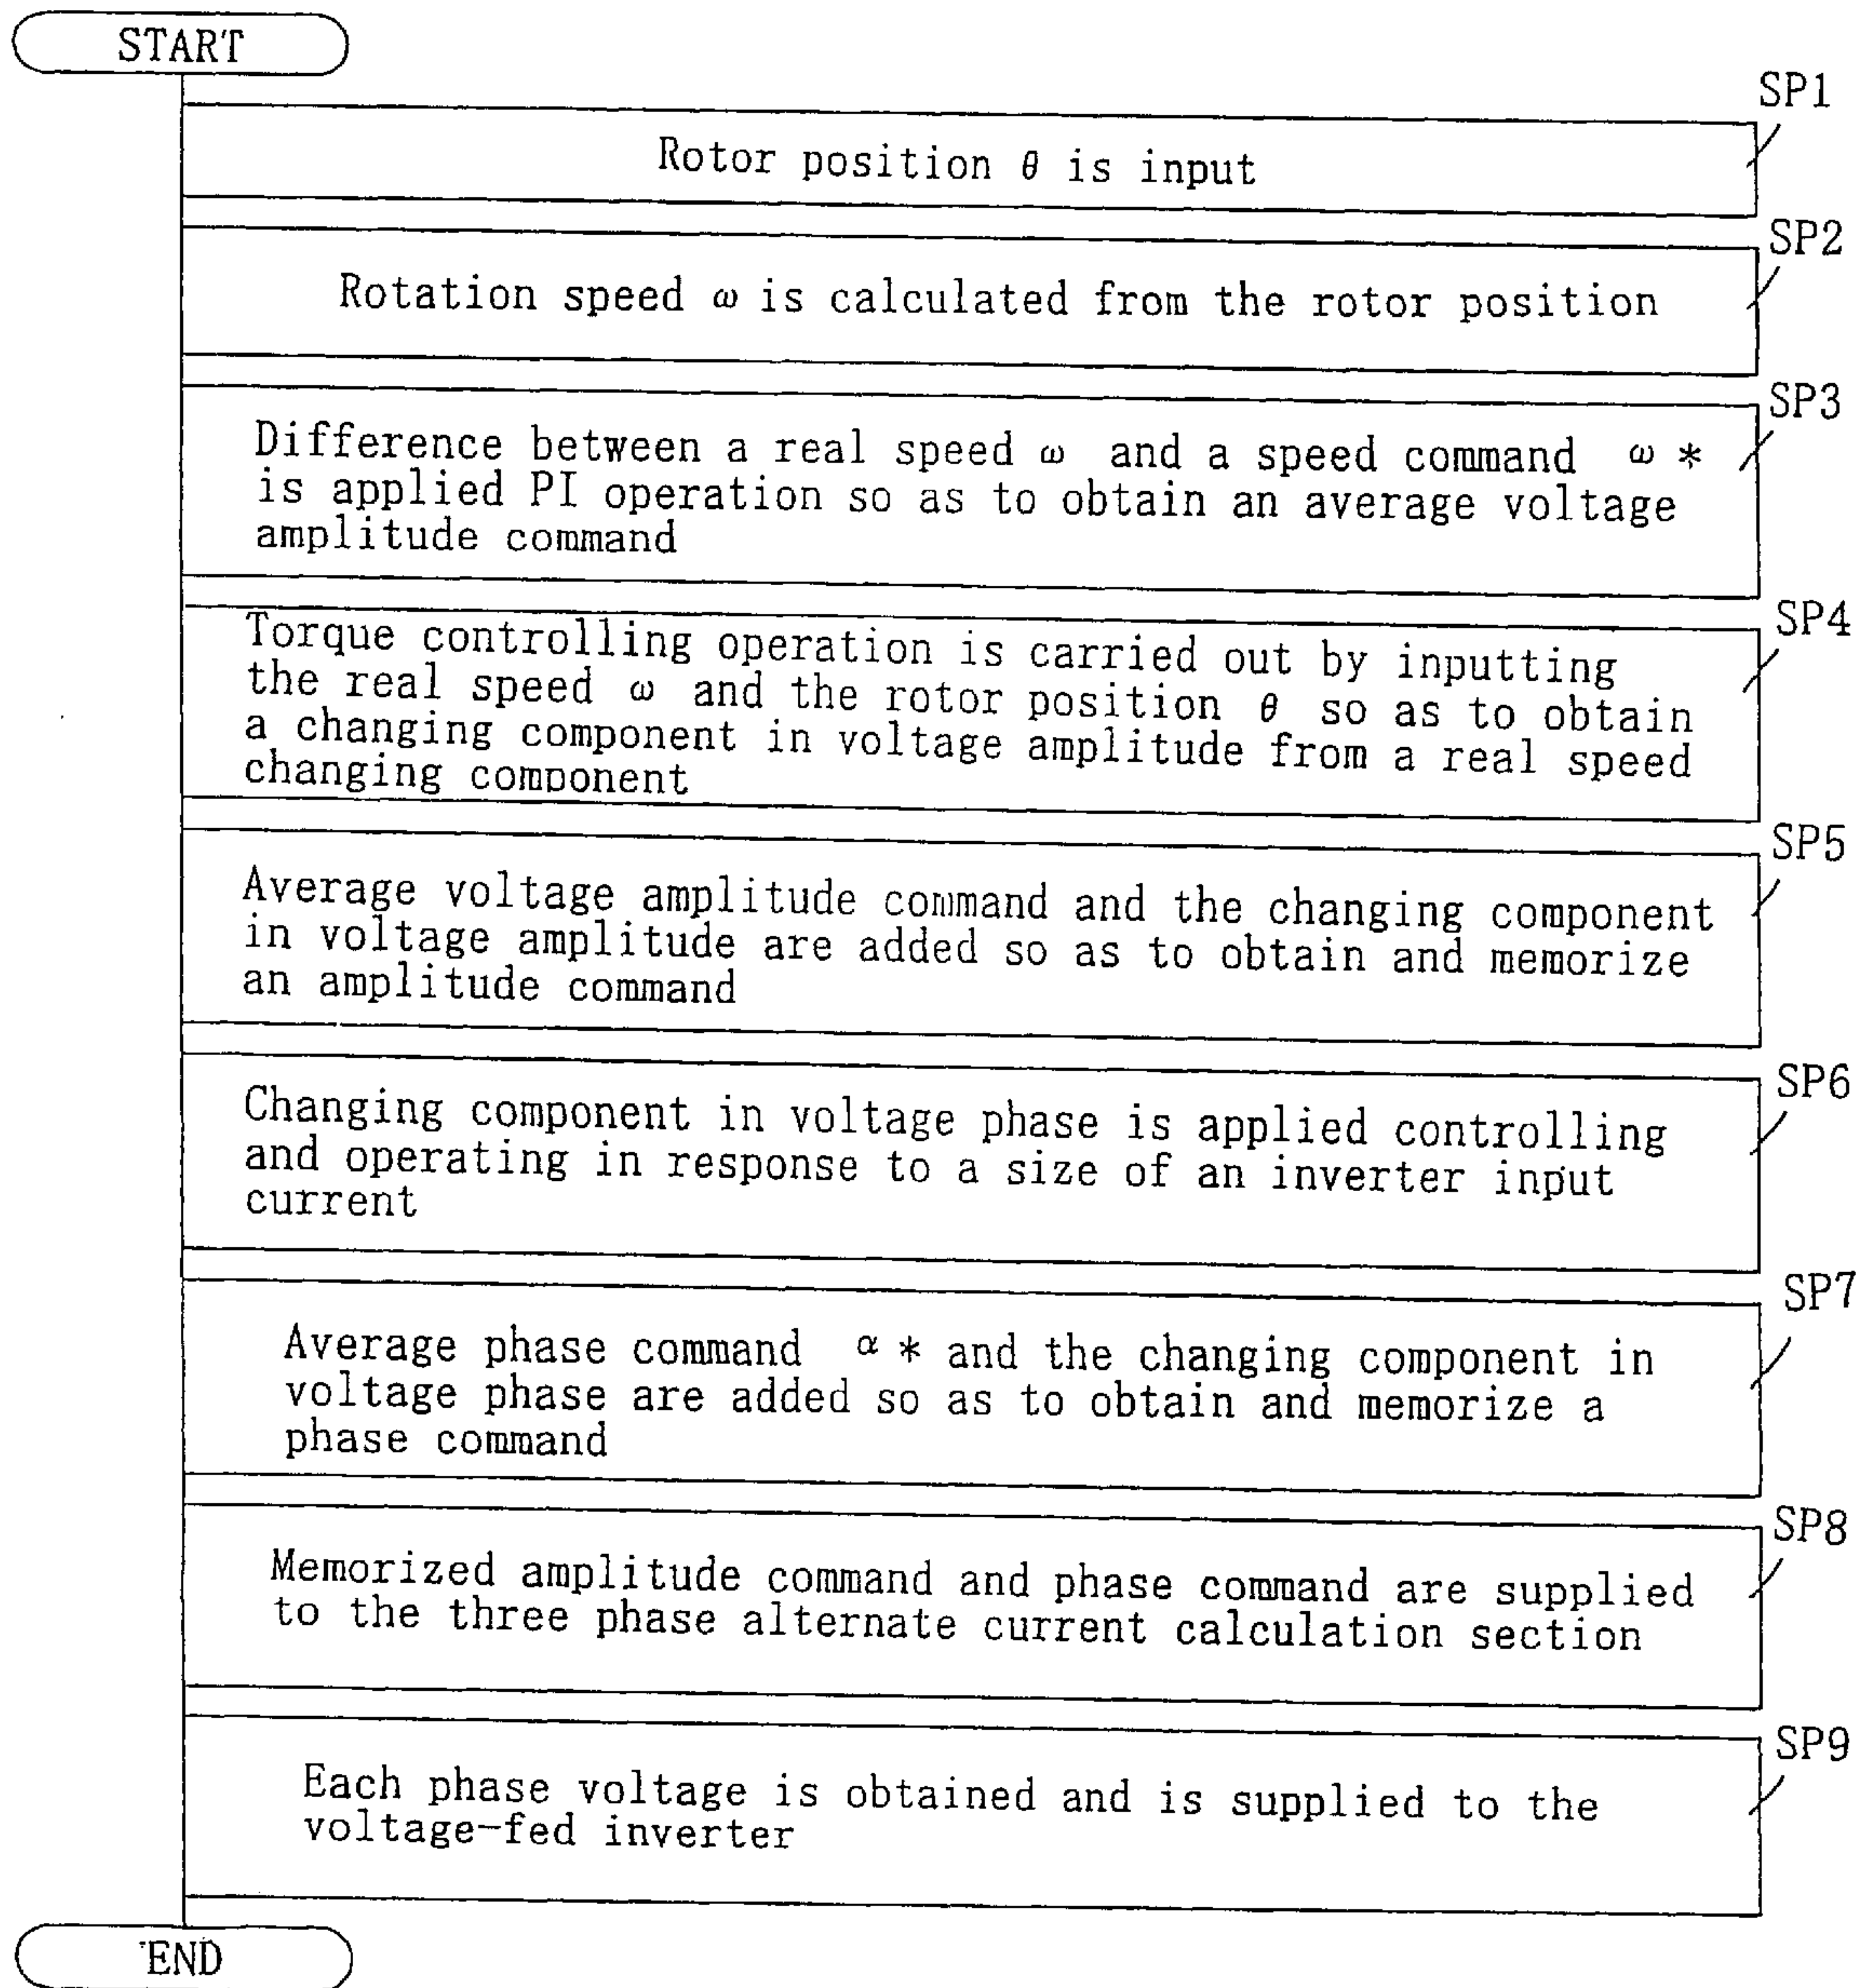 START
SP1
Rotor position θ is input
SP2
Rotation speed ω is calculated from the rotor position
SP3
Difference between a real speed ω and a speed command ω *
is applied PI operation so as to obtain an average voltage
amplitude command
SP4
Torque controlling operation is carried out by inputting
the real speed ω and the rotor position θ so as to obtain
a changing component in voltage amplitude from a real speed
changing component
SP5
Average voltage amplitude command and the changing component
in voltage amplitude are added so as to obtain and memorize
an amplitude command
SP6
Changing component in voltage phase is applied controlling
and operating in response to a size of an inverter input
current
SP7
Average phase command α * and the changing component in
voltage phase are added so as to obtain and memorize a
phase command
SP8
Memorized amplitude command and phase command are supplied
to the three phase alternate current calculation section
SP9
Each phase voltage is obtained and is supplied to the
voltage-fed inverter
END